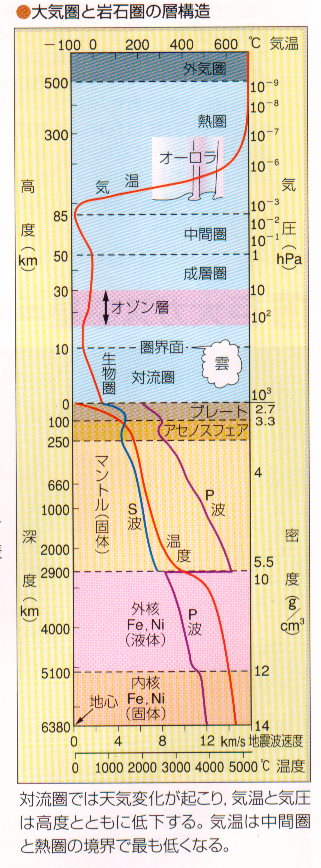 ●大気圏と岩石圏の層構造
－100 0 200 400 600 ℃ 気温
外気圏
500
10⁻⁹
10⁻⁸
熱圏
300
10⁻⁷
オーロラ
10⁻⁶
気温
高度(km)
気圧(hPa)
10⁻³
85
10⁻²
中間圏
10⁻¹
50
1
成層圏
30
10
オゾン層
10²
10
圏界面
雲
生物圏
対流圏
10³
0
プレート
2.7
100
アセノスフェア
3.3
250
マントル(固体)
4
660
P波
1000
S波
温度
深度(km)
密度(g/cm³)
2000
5.5
2900
10
外核
Fe, Ni
(液体)
P波
4000
5100
12
内核
Fe, Ni
(固体)
地心
6380
14
0 4 8 12 km/s 地震波速度
0 1000 2000 3000 4000 5000 ℃ 温度
対流圏では天気変化が起こり, 気温と気圧
は高度とともに低下する。気温は中間圏
と熱圏の境界で最も低くなる。